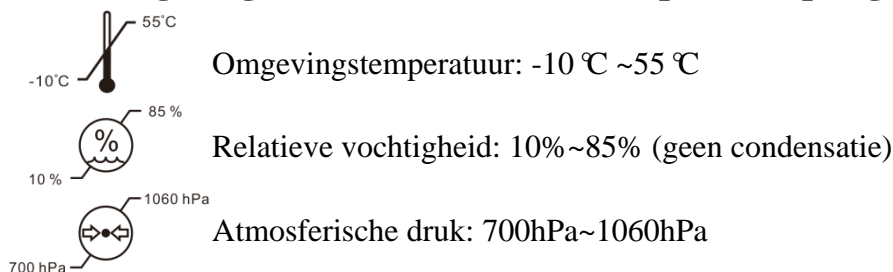 55°C
-10°C
Omgevingstemperatuur: -10 ℃ ~55 ℃
85 %
%
10 %
Relatieve vochtigheid: 10%~85% (geen condensatie)
1060 hPa
700 hPa
Atmosferische druk: 700hPa~1060hPa